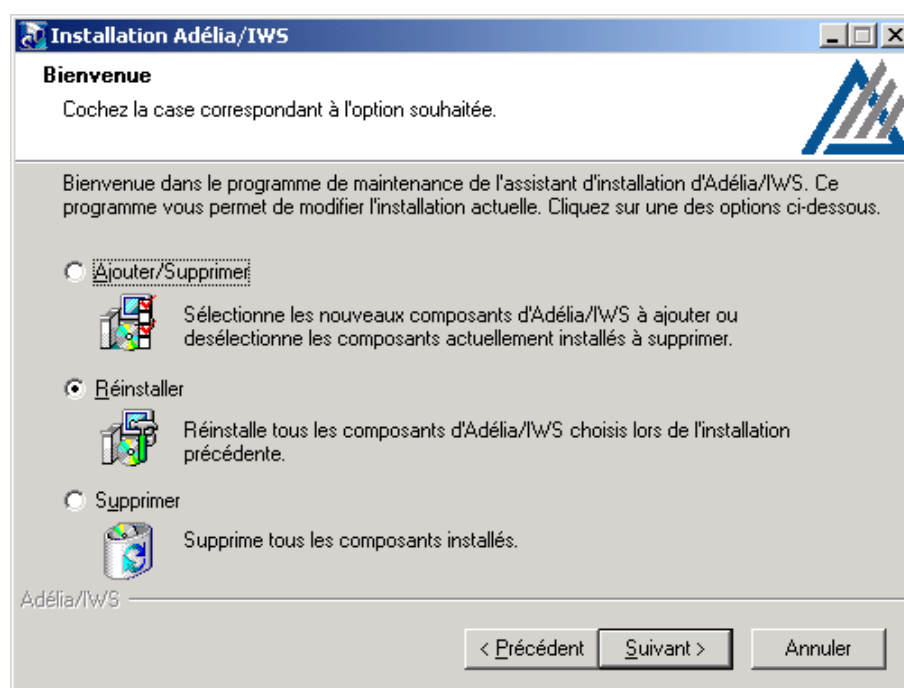 Installation Adélia/IWS
Bienvenue
Cochez la case correspondant à l'option souhaitée.
Bienvenue dans le programme de maintenance de l'assistant d'installation d'Adélia/IWS. Ce
programme vous permet de modifier l'installation actuelle. Cliquez sur une des options ci-dessous.
Ajouter/Supprimer
Sélectionne les nouveaux composants d'Adélia/IWS à ajouter ou
desélectionne les composants actuellement installés à supprimer.
Réinstaller
Réinstalle tous les composants d'Adélia/IWS choisis lors de l'installation
précédente.
Supprimer
Supprime tous les composants installés.
Adélia/IWS
< Précédent Suivant > Annuler